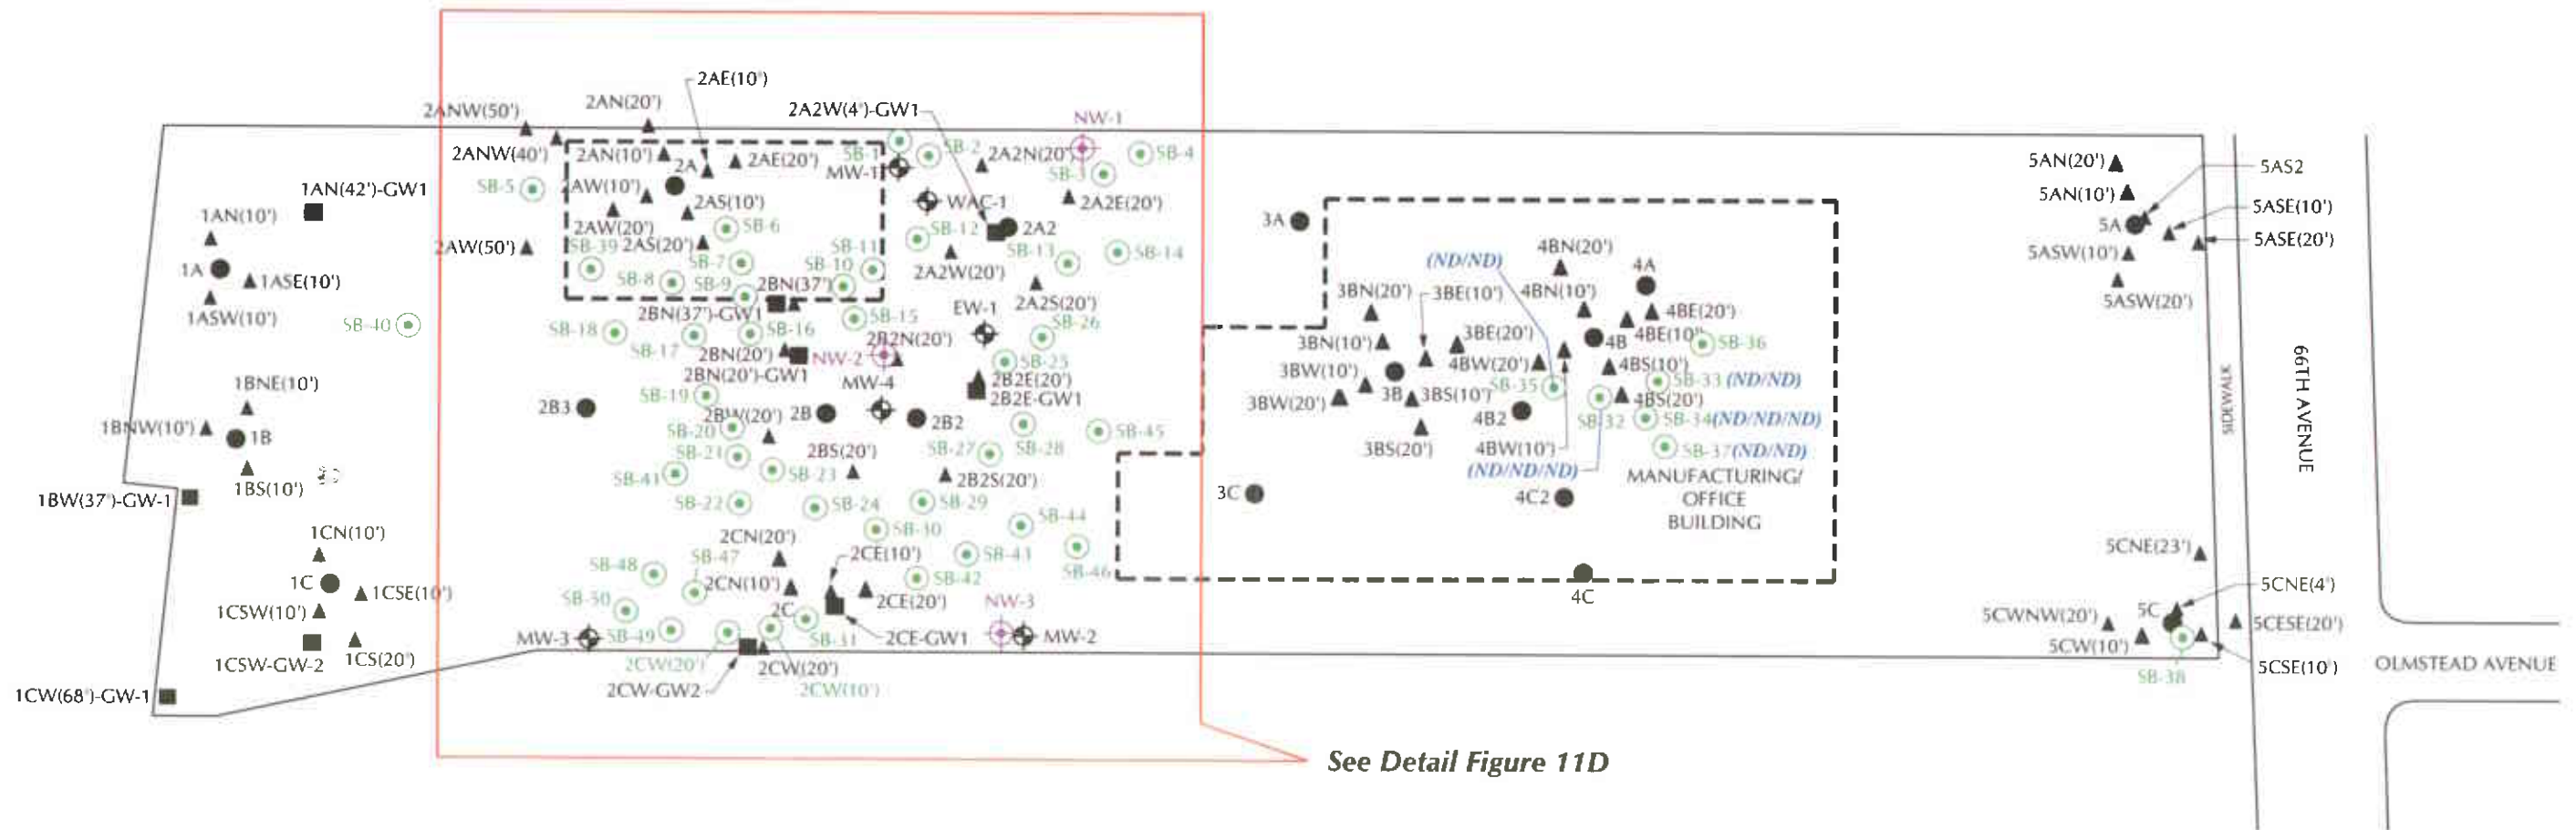 2AE(10')
2ANW(50')
2AN(20')
2A2W(4')-GW1
NW-1
2ANW(40')
2AN(10')
2A
2AE(20')
SB-1
SB-2
2A2N(20')
SB-4
MW-1
SB-3
SB-5
2AW(10')
2AS(10')
WAC-1
2A2E(20')
2AW(20')
SB-6
SB-12
2A2
2AW(50')
SB-39
2AS(20')
SB-11
SB-13
SB-14
SB-7
SB-10
2A2W(20')
SB-8
SB-9
2BN(37')
2A2S(20')
2BN(37')-GW1
SB-15
EW-1
SB-26
SB-18
SB-16
2B2N(20')
SB-17
2BN(20')
NW-2
SB-25
2BN(20')-GW1
MW-4
2B2E(20')
2B2E-GW1
SB-19
2B3
2BW(20')
2B
2B2
SB-20
SB-28
SB-45
SB-21
2BS(20')
SB-27
SB-41
SB-23
2B2S(20')
SB-22
SB-24
SB-29
SB-44
SB-30
2CN(20')
SB-47
2CE(10')
SB-43
SB-46
SB-48
2CN(10')
SB-42
SB-50
2C
2CE(20')
NW-3
MW-3
SB-49
SB-31
2CE-GW1
MW-2
2CW(20')
2CW(20')
2CW-GW2
2CW(10')
1AN(42')-GW1
1AN(10')
1A
1ASE(10')
1ASW(10')
SB-40
1BNE(10')
1BNW(10')
1B
1BS(10')
1BW(37')-GW-1
1CN(10')
1C
1CSE(10')
1CSW(10')
1CSW-GW-2
1CS(20')
1CW(68')-GW-1
3A
4BN(20')
(ND/ND)
4A
3BN(20')
3BE(10')
4BN(10')
4BE(20')
3BE(20')
4BE(10')
3BN(10')
4B
SB-36
3BW(10')
4BW(20')
4BS(10')
SB-35
SB-33 (ND/ND)
3BW(20')
3B
3BS(10')
4BS(20')
4B2
SB-32
SB-34(ND/ND/ND)
3BS(20')
4BW(10')
SB-37(ND/ND)
(ND/ND/ND)
MANUFACTURING/
OFFICE
BUILDING
3C
4C2
4C
5AN(20')
5AS2
5AN(10')
5ASE(10')
5A
5ASE(20')
5ASW(10')
5ASW(20')
SIDEWALK
66TH AVENUE
5CNE(23')
5CNE(4')
5C
5CWNW(20')
5CESE(20')
5CW(10')
5CSE(10')
SB-38
OLMSTEAD AVENUE
See Detail Figure 11D